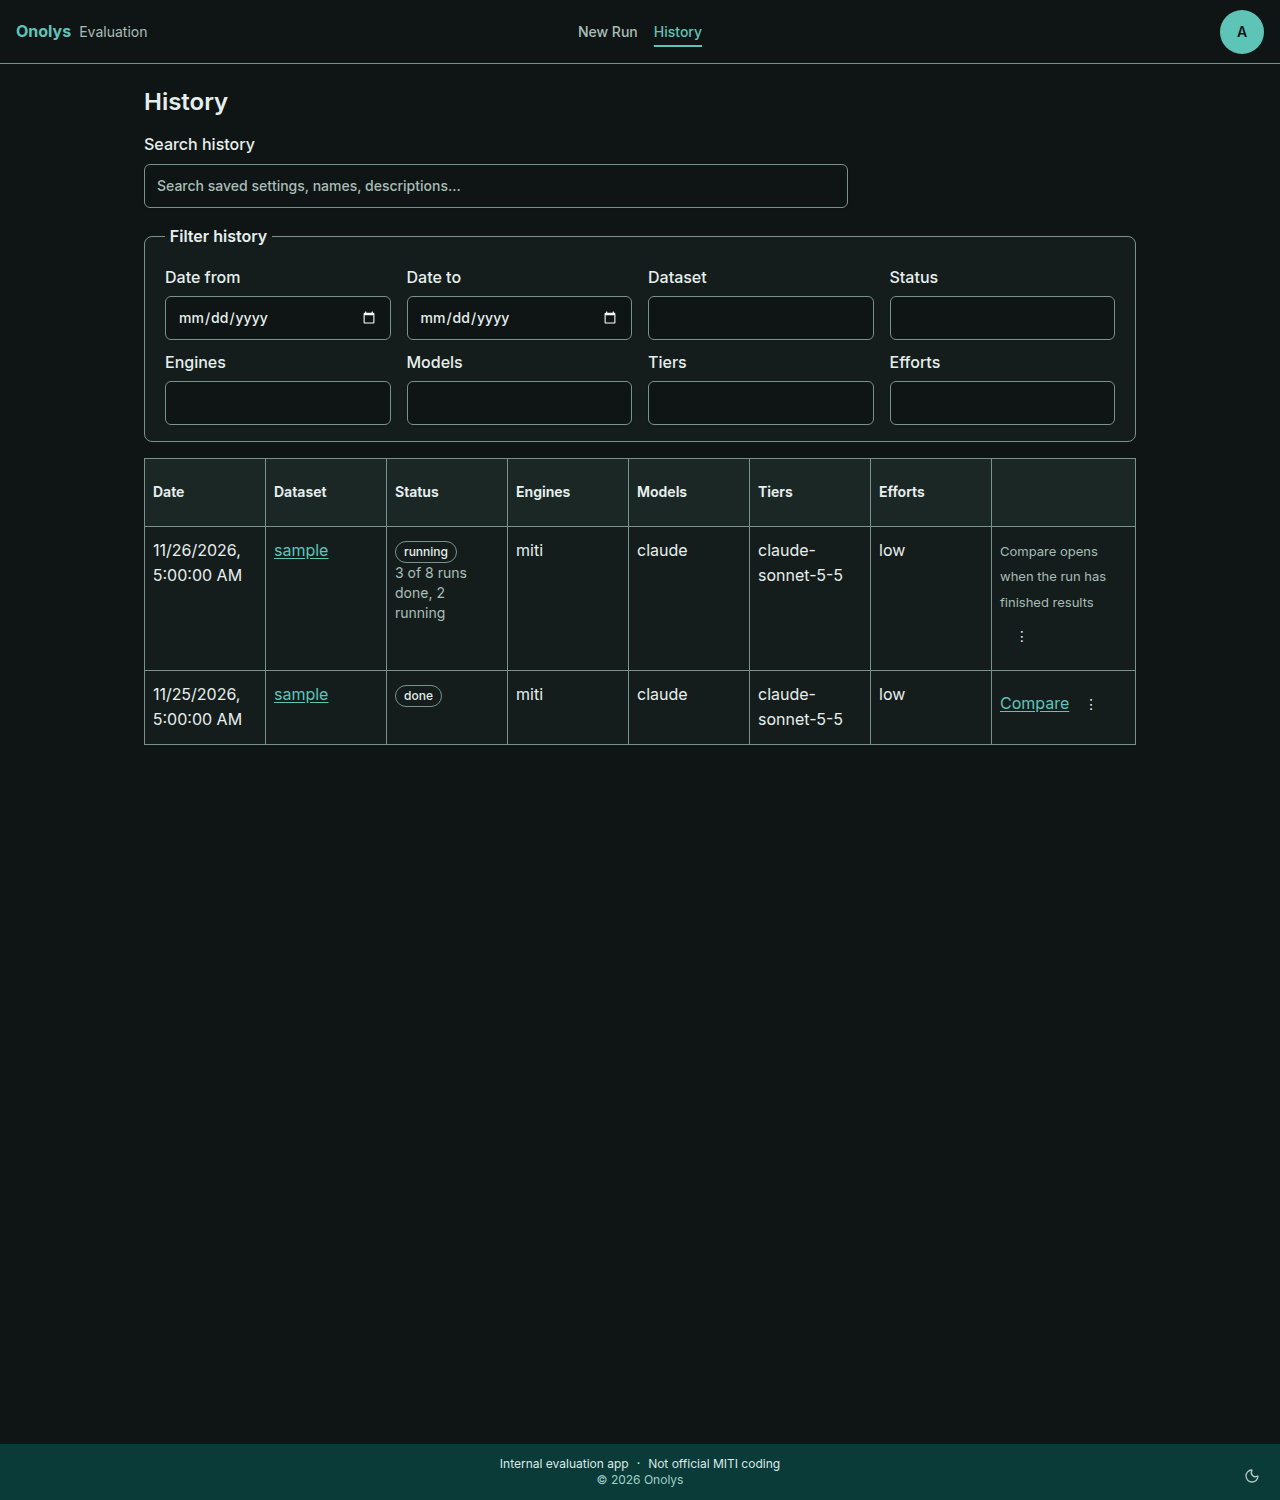 Onolys Evaluation New Run History A
History
Search history
Search saved settings, names, descriptions...
Filter history
Date from Date to Dataset Status
mm/dd/yyyy mm/dd/yyyy
Engines Models Tiers Efforts
Date Dataset Status Engines Models Tiers Efforts
11/26/2026, 5:00:00 AM
sample
running
3 of 8 runs
done, 2
running
miti
claude
claude-
sonnet-5-5
low
Compare opens
when the run has
finished results
11/25/2026,
5:00:00 AM
sample
done
miti
claude
claude-
sonnet-5-5
low
Compare
Internal evaluation app · Not official MITI coding
© 2026 Onolys